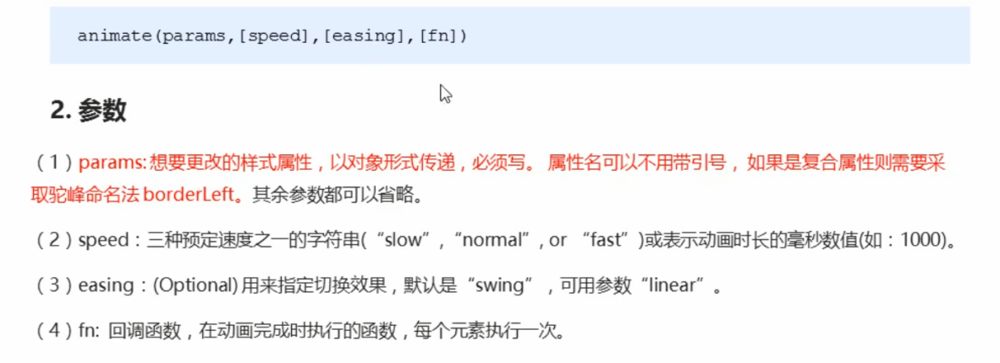 animate(params,[speed],[easing],[fn])
2. 参数
（1）params: 想要更改的样式属性，以对象形式传递，必须写。 属性名可以不用带引号， 如果是复合属性则需要采
取驼峰命名法 borderLeft。其余参数都可以省略。
（2）speed：三种预定速度之一的字符串(“slow”,“normal”, or “fast”)或表示动画时长的毫秒数值(如：1000)。
（3）easing：(Optional) 用来指定切换效果，默认是“swing”，可用参数“linear”。
（4）fn: 回调函数，在动画完成时执行的函数，每个元素执行一次。